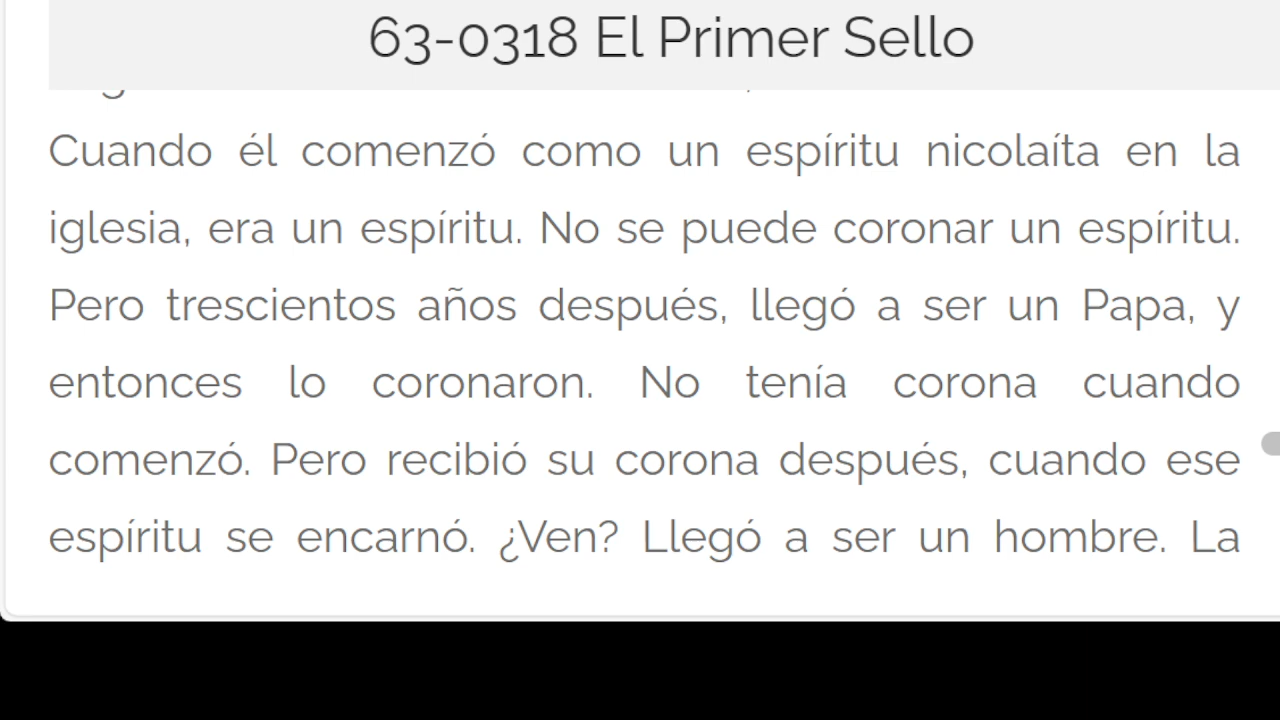 63-0318 El Primer Sello
Cuando él comenzó como un espíritu nicolaíta en la
iglesia, era un espíritu. No se puede coronar un espíritu.
Pero trescientos años después, llegó a ser un Papa, y
entonces lo coronaron. No tenía corona cuando
comenzó. Pero recibió su corona después, cuando ese
espíritu se encarnó. ¿Ven? Llegó a ser un hombre. La